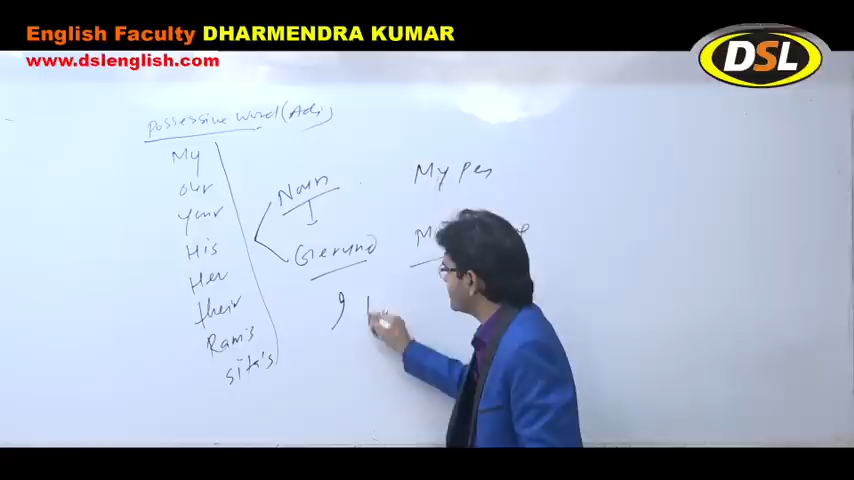 English Faculty DHARMENDRA KUMAR
www.dslenglish.com
DSL
Possessive word (Adj)
My
our
your
His
Her
their
Ram's
Sita's
Noun
Gerund
My pen
I